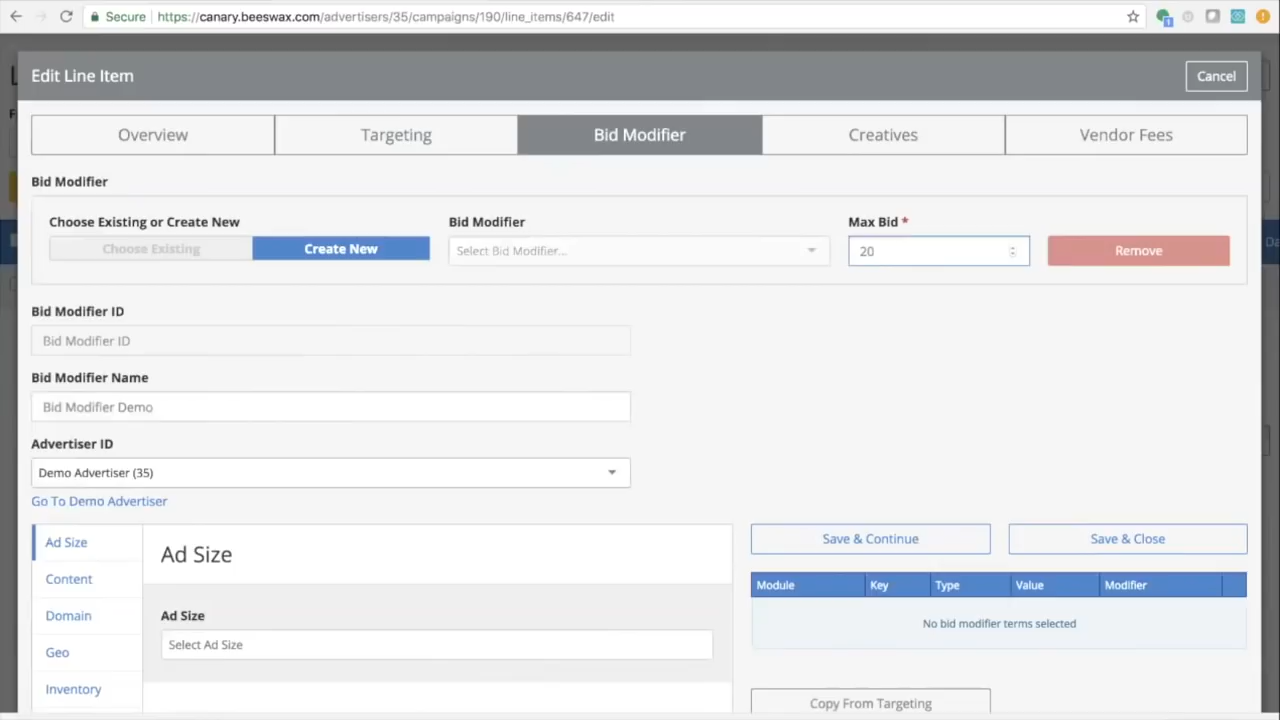 Secure
https://canary.beeswax.com/advertisers/35/campaigns/190/line_items/647/edit
1
Edit Line Item
Cancel
Overview
Targeting
Bid Modifier
Creatives
Vendor Fees
Bid Modifier
Choose Existing or Create New
Bid Modifier
Max Bid *
Choose Existing
Create New
Select Bid Modifier...
20
Remove
Bid Modifier ID
Bid Modifier ID
Bid Modifier Name
Bid Modifier Demo
Advertiser ID
Demo Advertiser (35)
Go To Demo Advertiser
Ad Size
Content
Domain
Geo
Inventory
Ad Size
Ad Size
Select Ad Size
Save & Continue
Save & Close
Module Key Type Value Modifier
No bid modifier terms selected
Copy From Targeting